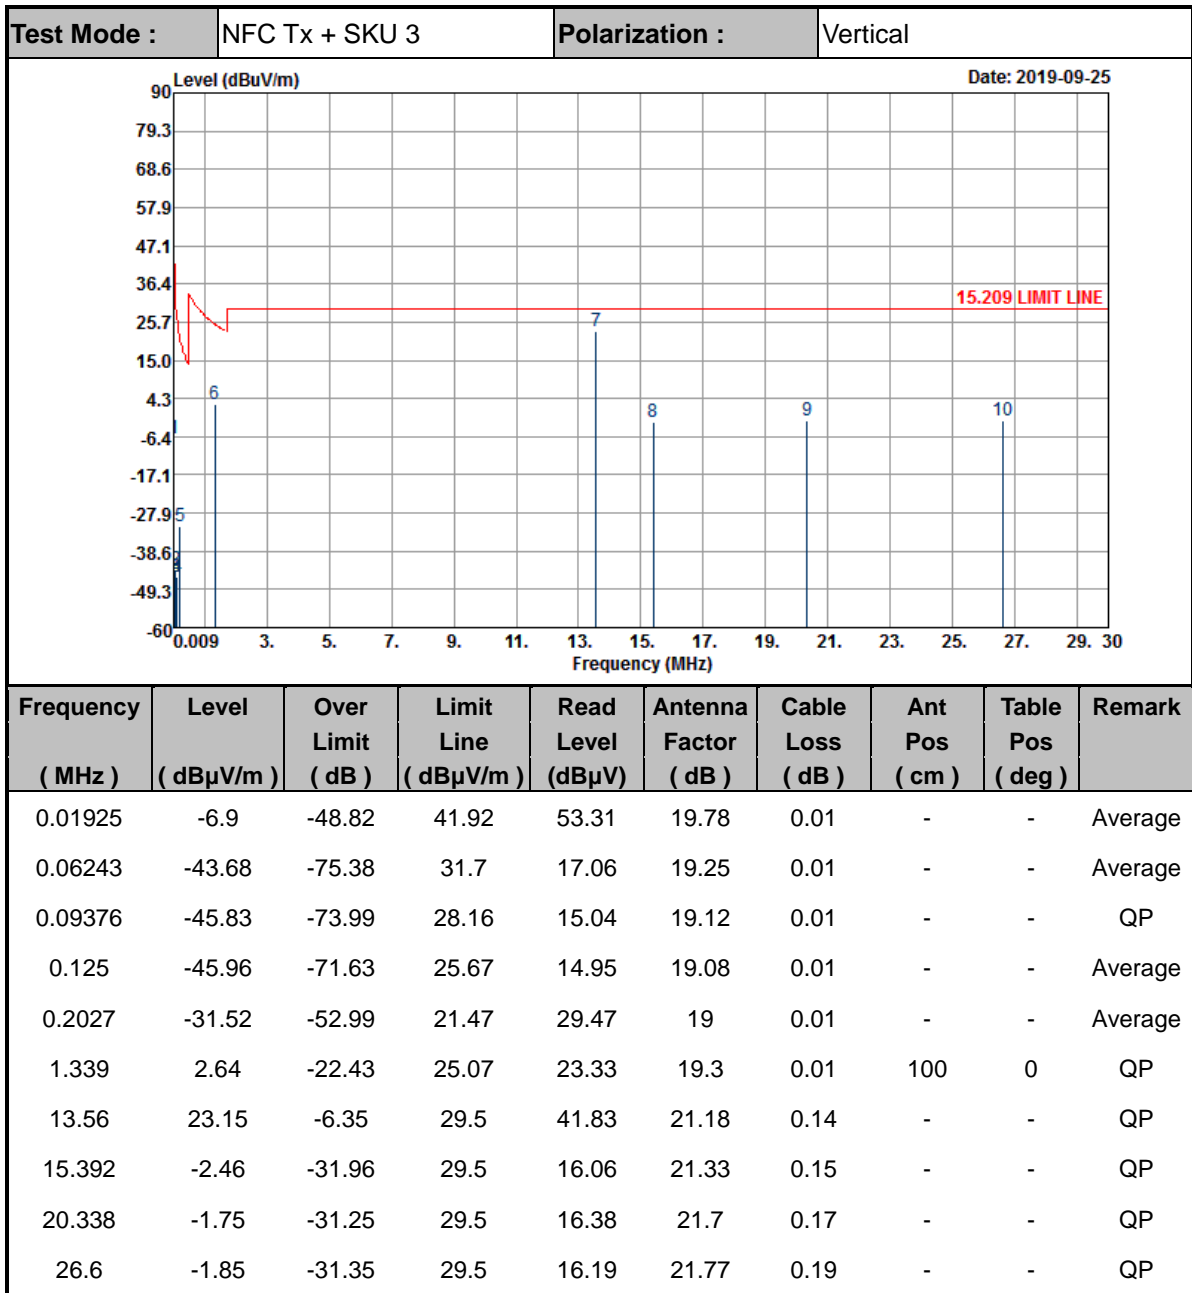 Test Mode : NFC Tx + SKU 3 Polarization : Vertical
Level (dBuV/m) Date: 2019-09-25
90
79.3
68.6
57.9
47.1
36.4
25.7
15.0
4.3
-6.4
-17.1
-27.9
-38.6
-49.3
-60
15.209 LIMIT LINE
1
5
6
7
8
9
10
0.009 3. 5. 7. 9. 11. 13. 15. 17. 19. 21. 23. 25. 27. 29. 30
Frequency (MHz)
Frequency Level Over Limit Read Antenna Cable Ant Table Remark
Limit Line Level Factor Loss Pos Pos
( MHz ) ( dBµV/m ) ( dB ) ( dBµV/m ) (dBµV) ( dB ) ( dB ) ( cm ) ( deg )
0.01925 -6.9 -48.82 41.92 53.31 19.78 0.01 - - Average
0.06243 -43.68 -75.38 31.7 17.06 19.25 0.01 - - Average
0.09376 -45.83 -73.99 28.16 15.04 19.12 0.01 - - QP
0.125 -45.96 -71.63 25.67 14.95 19.08 0.01 - - Average
0.2027 -31.52 -52.99 21.47 29.47 19 0.01 - - Average
1.339 2.64 -22.43 25.07 23.33 19.3 0.01 100 0 QP
13.56 23.15 -6.35 29.5 41.83 21.18 0.14 - - QP
15.392 -2.46 -31.96 29.5 16.06 21.33 0.15 - - QP
20.338 -1.75 -31.25 29.5 16.38 21.7 0.17 - - QP
26.6 -1.85 -31.35 29.5 16.19 21.77 0.19 - - QP